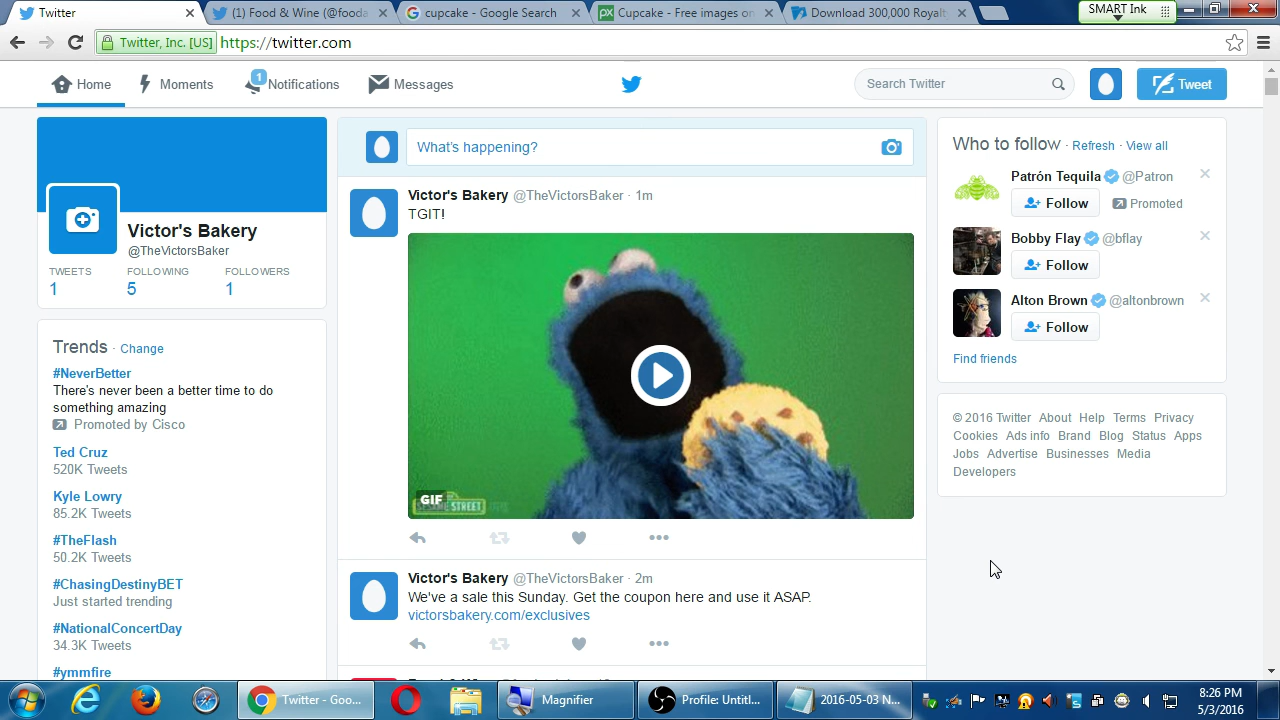 Twitter
(1) Food & Wine (@fooda
cupcake - Google Search
Cupcake - Free images on
Download 300,000 Royalt
SMART Ink
Twitter, Inc. [US]
https://twitter.com
Home
Moments
1
Notifications
Messages
Search Twitter
Tweet
Victor's Bakery
@TheVictorsBaker
TWEETS FOLLOWING FOLLOWERS
1 5 1
Trends · Change
#NeverBetter
There's never been a better time to do
something amazing
Promoted by Cisco
Ted Cruz
520K Tweets
Kyle Lowry
85.2K Tweets
#TheFlash
50.2K Tweets
#ChasingDestinyBET
Just started trending
#NationalConcertDay
34.3K Tweets
#ymmfire
What's happening?
Victor's Bakery @TheVictorsBaker · 1m
TGIT!
GIF
STREET
Victor's Bakery @TheVictorsBaker · 2m
We've a sale this Sunday. Get the coupon here and use it ASAP.
victorsbakery.com/exclusives
Who to follow · Refresh · View all
Patrón Tequila @Patron
Follow
Promoted
Bobby Flay @bflay
Follow
Alton Brown @altonbrown
Follow
Find friends
© 2016 Twitter About Help Terms Privacy
Cookies Ads info Brand Blog Status Apps
Jobs Advertise Businesses Media
Developers
Twitter - Goo...
Magnifier
Profile: Untitl...
2016-05-03 N...
8:26 PM
5/3/2016